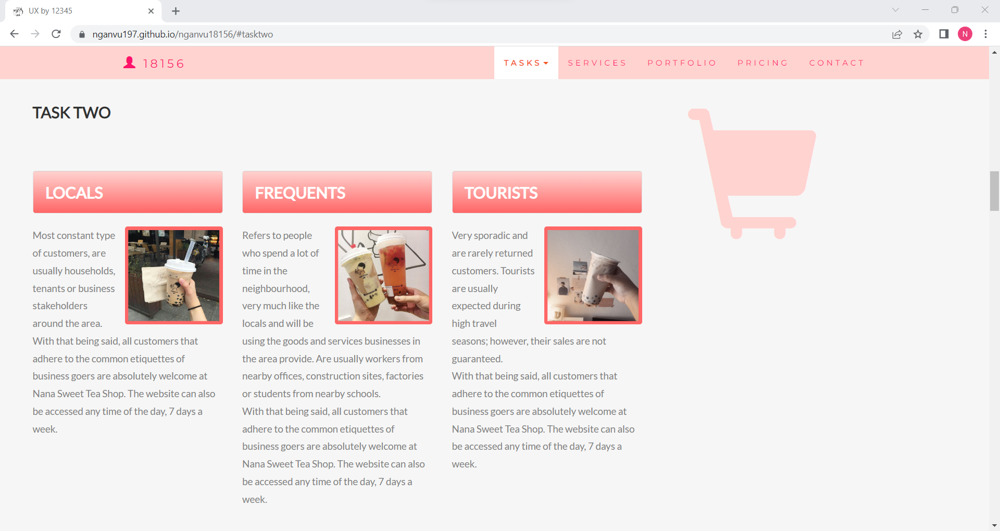 UX by 12345
nganvu197.github.io/nganvu18156/#tasktwo
N
18156
TASKS
SERVICES
PORTFOLIO
PRICING
CONTACT
TASK TWO
LOCALS
Most constant type
of customers, are
usually households,
tenants or business
stakeholders
around the area.
With that being said, all customers that
adhere to the common etiquettes of
business goers are absolutely welcome at
Nana Sweet Tea Shop. The website can also
be accessed any time of the day, 7 days a
week.
FREQUENTS
Refers to people
who spend a lot of
time in the
neighbourhood,
very much like the
locals and will be
using the goods and services businesses in
the area provide. Are usually workers from
nearby offices, construction sites, factories
or students from nearby schools.
With that being said, all customers that
adhere to the common etiquettes of
business goers are absolutely welcome at
Nana Sweet Tea Shop. The website can also
be accessed any time of the day, 7 days a
week.
TOURISTS
Very sporadic and
are rarely returned
customers. Tourists
are usually
expected during
high travel
seasons; however, their sales are not
guaranteed.
With that being said, all customers that
adhere to the common etiquettes of
business goers are absolutely welcome at
Nana Sweet Tea Shop. The website can also
be accessed any time of the day, 7 days a
week.